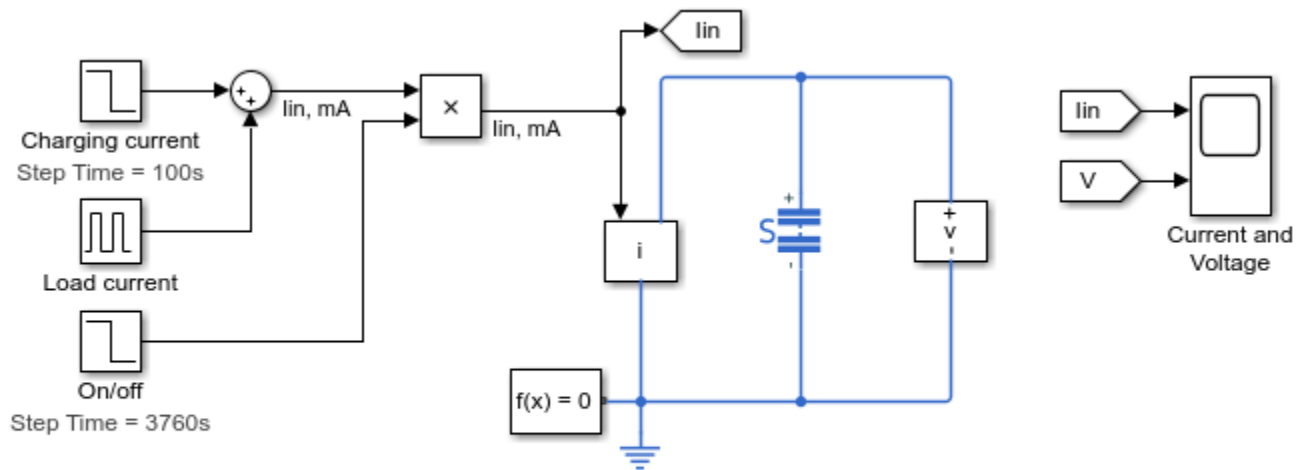 Iin
Charging current
Step Time = 100s
Iin, mA
×
Iin, mA
Load current
i
S
+
-
+
v
-
Iin
V
Current and
Voltage
On/off
Step Time = 3760s
f(x) = 0